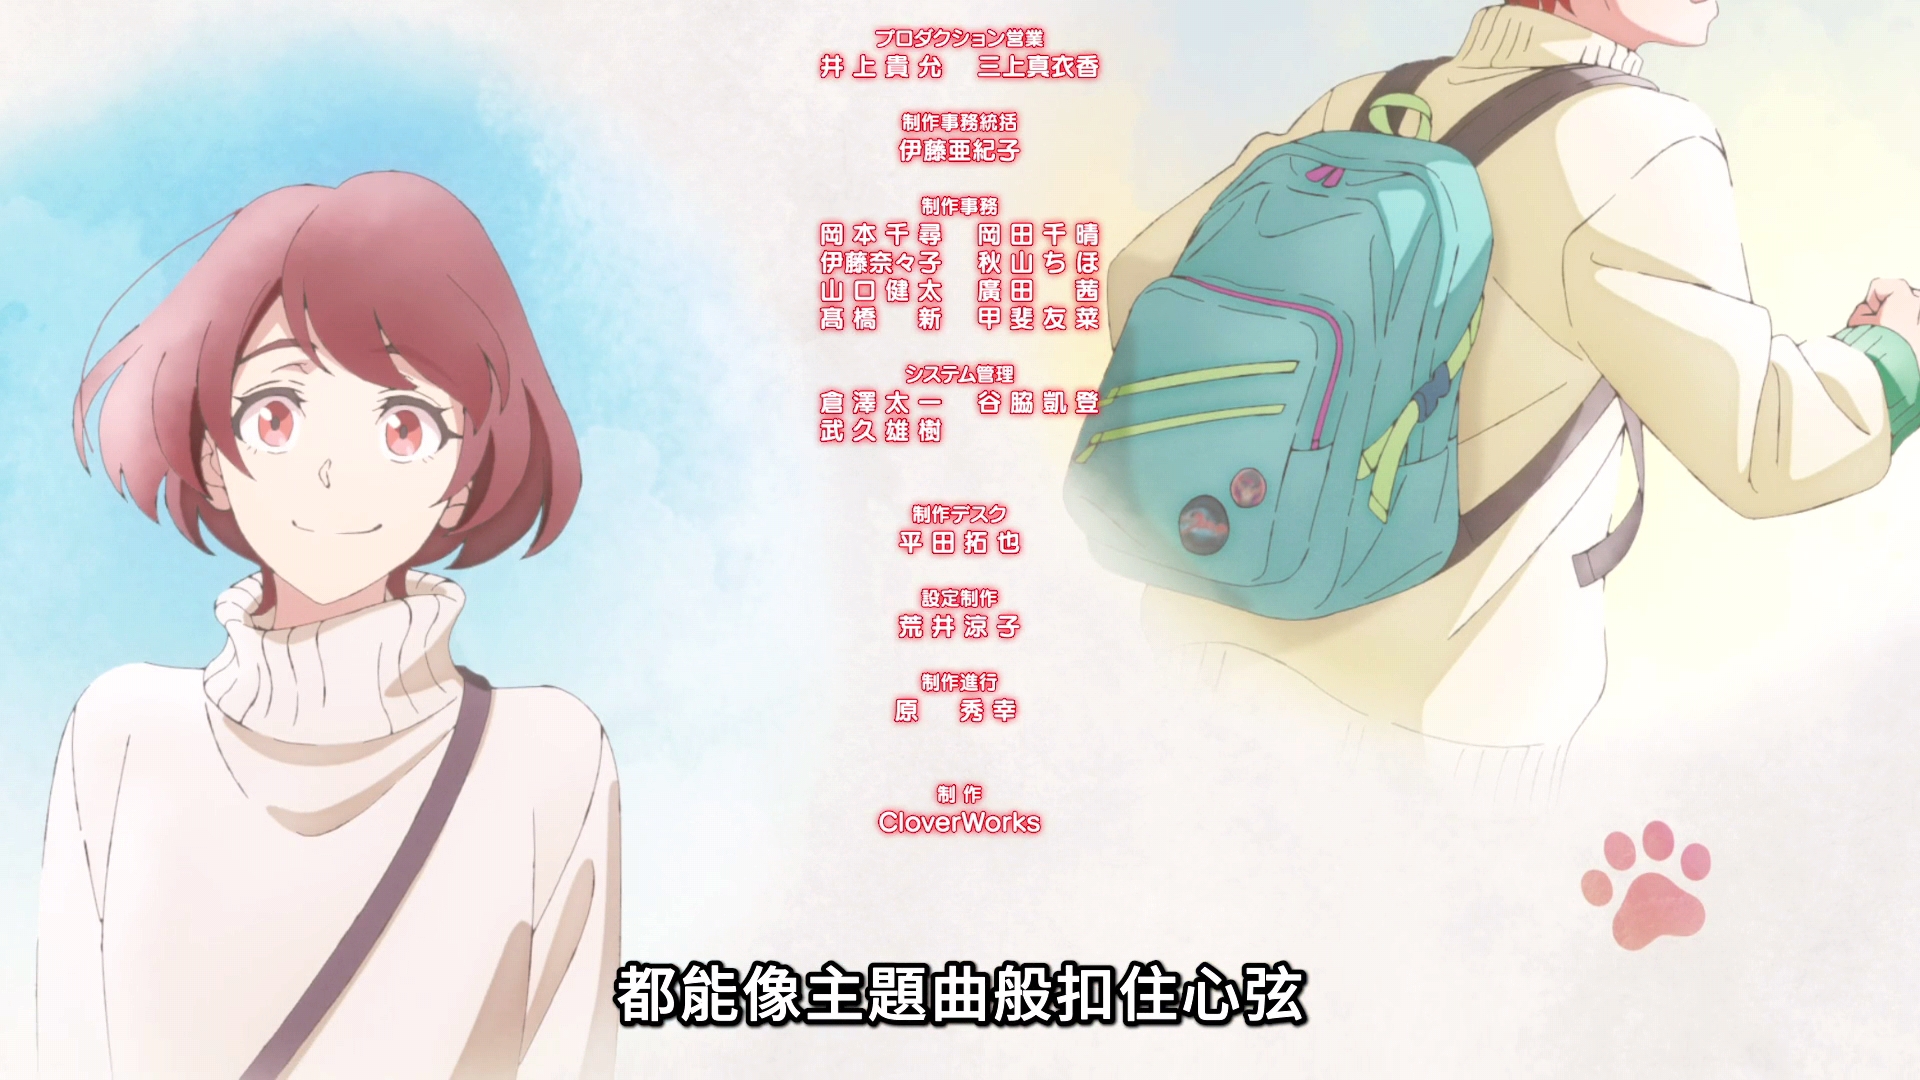 プロダクション営業
井上貴允 三上真衣香
制作事務統括
伊藤亜紀子
制作事務
岡本千尋 岡田千晴
伊藤奈々子 秋山ちほ
山口健太 廣田 茜
髙橋 新 甲斐友菜
システム管理
倉澤太一 谷脇凱登
武久雄樹
制作デスク
平田拓也
設定制作
荒井涼子
制作進行
原 秀幸
制作
CloverWorks
都能像主題曲般扣住心弦